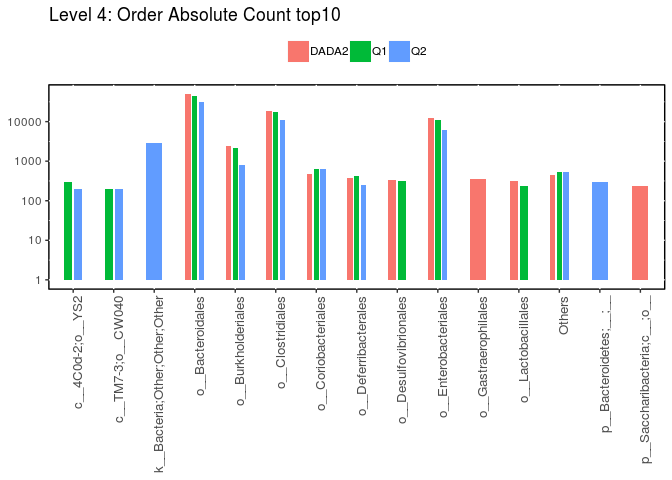 Level 4: Order Absolute Count top10
DADA2 Q1 Q2
10000
1000
100
10
1
c__4C0d-2;o__YS2
c__TM7-3;o__CW040
k__Bacteria;Other;Other;Other
o__Bacteroidales
o__Burkholderiales
o__Clostridiales
o__Coriobacteriales
o__Deferribacterales
o__Desulfovibrionales
o__Enterobacteriales
o__Gastraerophilales
o__Lactobacillales
Others
p__Bacteroidetes;__;__
p__Saccharibacteria;c__;o__